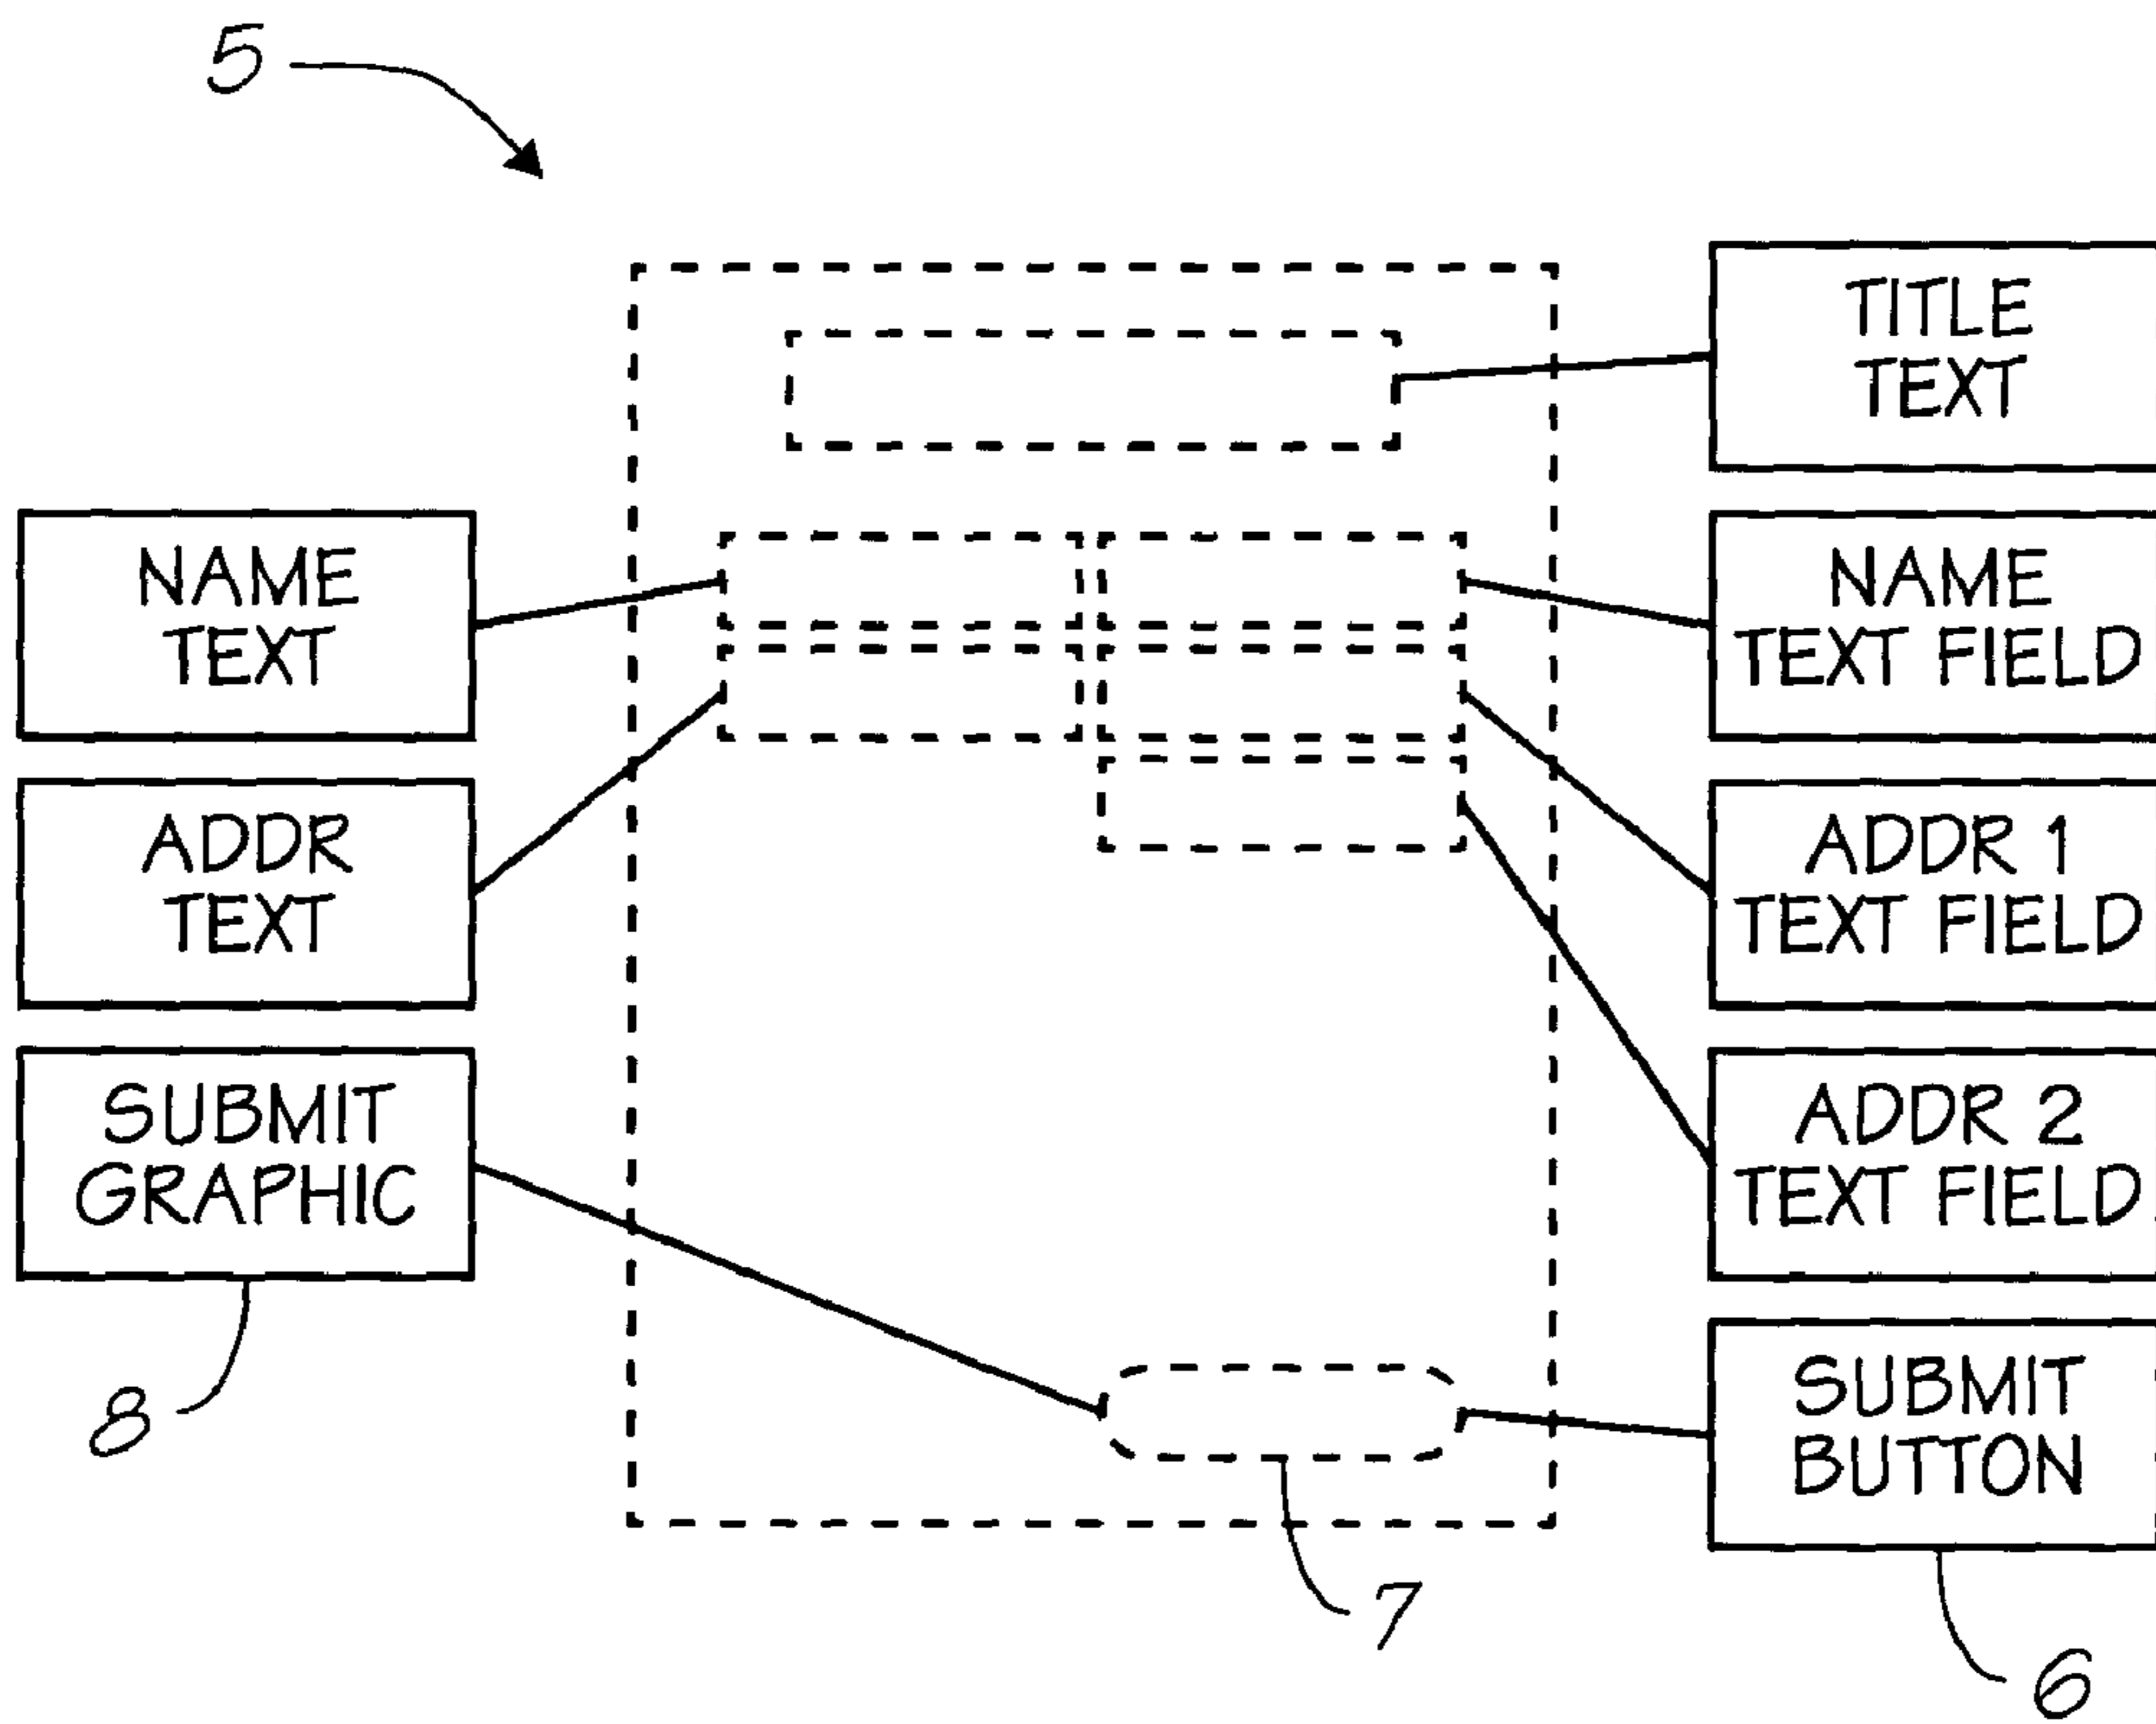 5
TITLE
TEXT
NAME
TEXT
NAME
TEXT FIELD
ADDR
TEXT
ADDR 1
TEXT FIELD
SUBMIT
GRAPHIC
ADDR 2
TEXT FIELD
8
SUBMIT
BUTTON
7
6